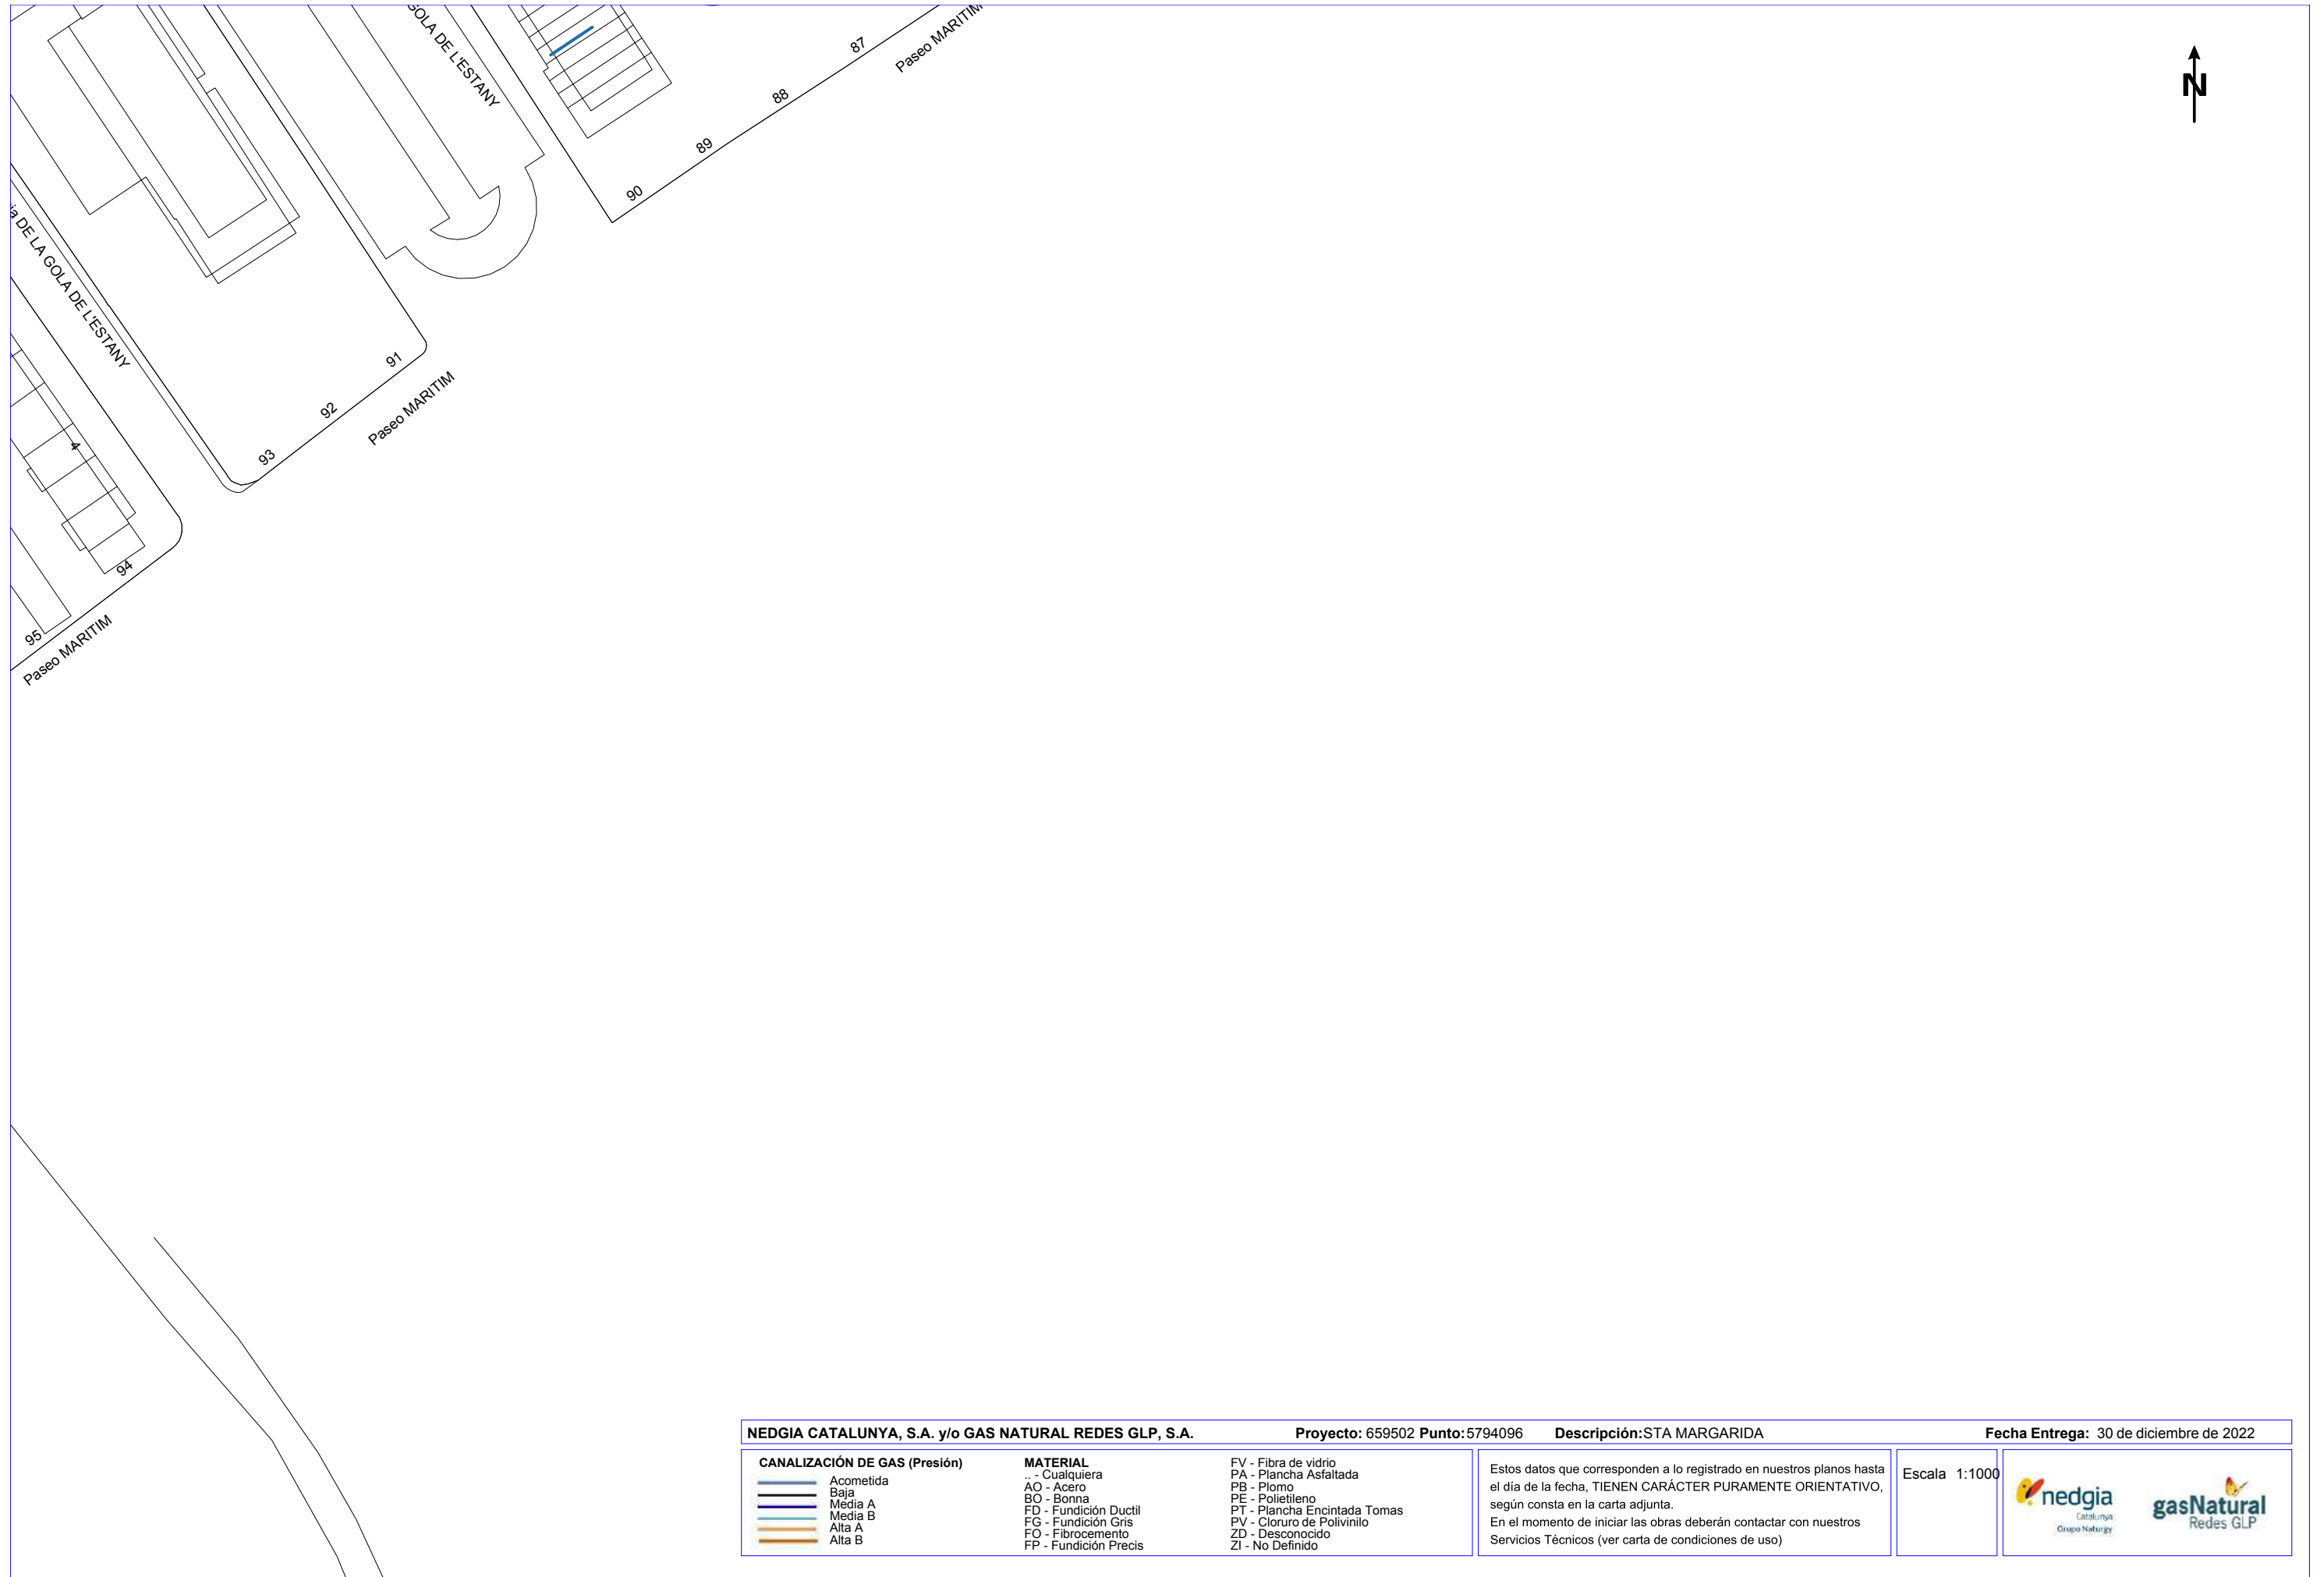 GOLA DE L'ESTANY
87
Paseo MARITIM
88
89
90
N
DE LA GOLA DE L'ESTANY
91
Paseo MARITIM
92
93
4
94
95
Paseo MARITIM
NEDGIA CATALUNYA, S.A. y/o GAS NATURAL REDES GLP, S.A. Proyecto: 659502 Punto:5794096 Descripción:STA MARGARIDA Fecha Entrega: 30 de diciembre de 2022
CANALIZACIÓN DE GAS (Presión)
Acometida
Baja
Media A
Media B
Alta A
Alta B
MATERIAL
.. - Cualquiera
AO - Acero
BO - Bonna
FD - Fundición Ductil
FG - Fundición Gris
FO - Fibrocemento
FP - Fundición Precis
FV - Fibra de vidrio
PA - Plancha Asfaltada
PB - Plomo
PE - Polietileno
PT - Plancha Encintada Tomas
PV - Cloruro de Polivinilo
ZD - Desconocido
ZI - No Definido
Estos datos que corresponden a lo registrado en nuestros planos hasta
el día de la fecha, TIENEN CARÁCTER PURAMENTE ORIENTATIVO,
según consta en la carta adjunta.
En el momento de iniciar las obras deberán contactar con nuestros
Servicios Técnicos (ver carta de condiciones de uso)
Escala 1:1000
nedgia
Catalunya
Grupo Naturgy
gasNatural
Redes GLP